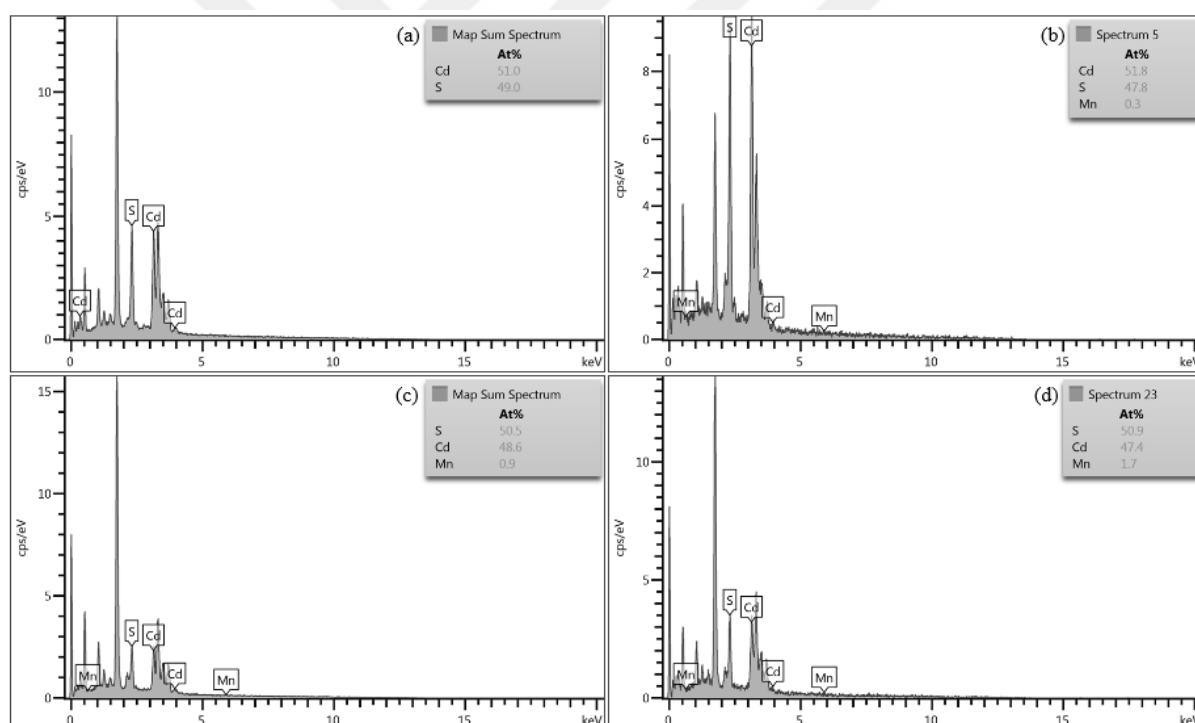 (a)
Map Sum Spectrum
At%
Cd 51.0
S 49.0
cps/eV
10
5
0
S
Cd
Cd
Cd
0 5 10 15 keV
(b)
Spectrum 5
At%
Cd 51.8
S 47.8
Mn 0.3
cps/eV
8
6
4
2
0
S
Cd
Mn
Cd
Mn
0 5 10 15 keV
(c)
Map Sum Spectrum
At%
S 50.5
Cd 48.6
Mn 0.9
cps/eV
15
10
5
0
S
Cd
Mn
Cd
Mn
0 5 10 15 keV
(d)
Spectrum 23
At%
S 50.9
Cd 47.4
Mn 1.7
cps/eV
10
5
0
S
Cd
Mn
Cd
Mn
0 5 10 15 keV